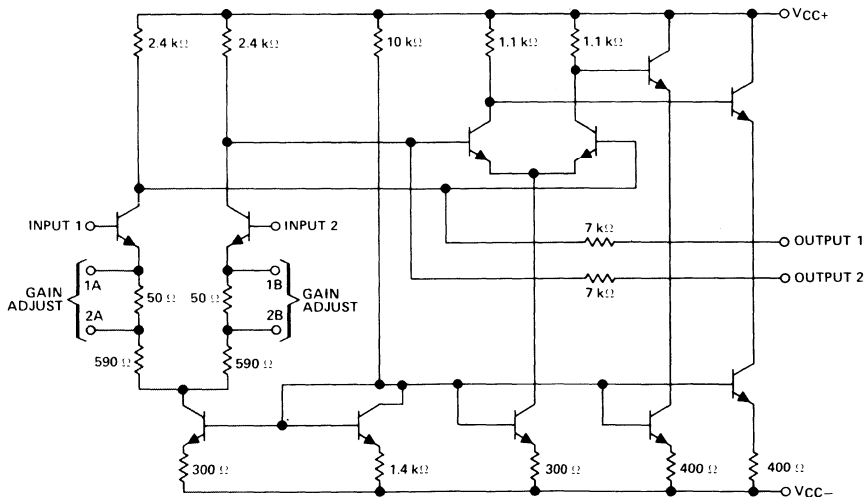 VCC+
2.4 kΩ
2.4 kΩ
10 kΩ
1.1 kΩ
1.1 kΩ
INPUT 1
INPUT 2
7 kΩ
OUTPUT 1
OUTPUT 2
7 kΩ
GAIN
ADJUST
1A
50 Ω
50 Ω
1B
GAIN
ADJUST
2A
2B
590 Ω
590 Ω
300 Ω
1.4 kΩ
300 Ω
400 Ω
400 Ω
VCC−